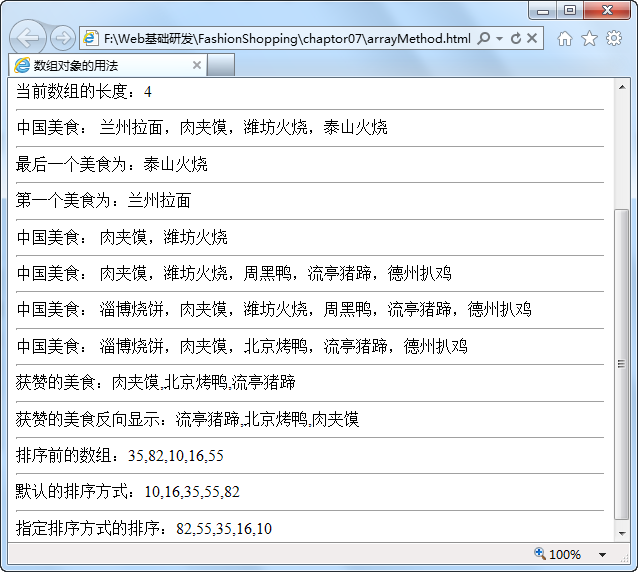 F:\Web基础研发\FashionShopping\chaptor07\arrayMethod.html
数组对象的用法
当前数组的长度：4
中国美食： 兰州拉面，肉夹馍，潍坊火烧，泰山火烧
最后一个美食为：泰山火烧
第一个美食为：兰州拉面
中国美食： 肉夹馍，潍坊火烧
中国美食： 肉夹馍，潍坊火烧，周黑鸭，流亭猪蹄，德州扒鸡
中国美食： 淄博烧饼，肉夹馍，潍坊火烧，周黑鸭，流亭猪蹄，德州扒鸡
中国美食： 淄博烧饼，肉夹馍，北京烤鸭，流亭猪蹄，德州扒鸡
获赞的美食：肉夹馍,北京烤鸭,流亭猪蹄
获赞的美食反向显示：流亭猪蹄,北京烤鸭,肉夹馍
排序前的数组：35,82,10,16,55
默认的排序方式：10,16,35,55,82
指定排序方式的排序：82,55,35,16,10
100%